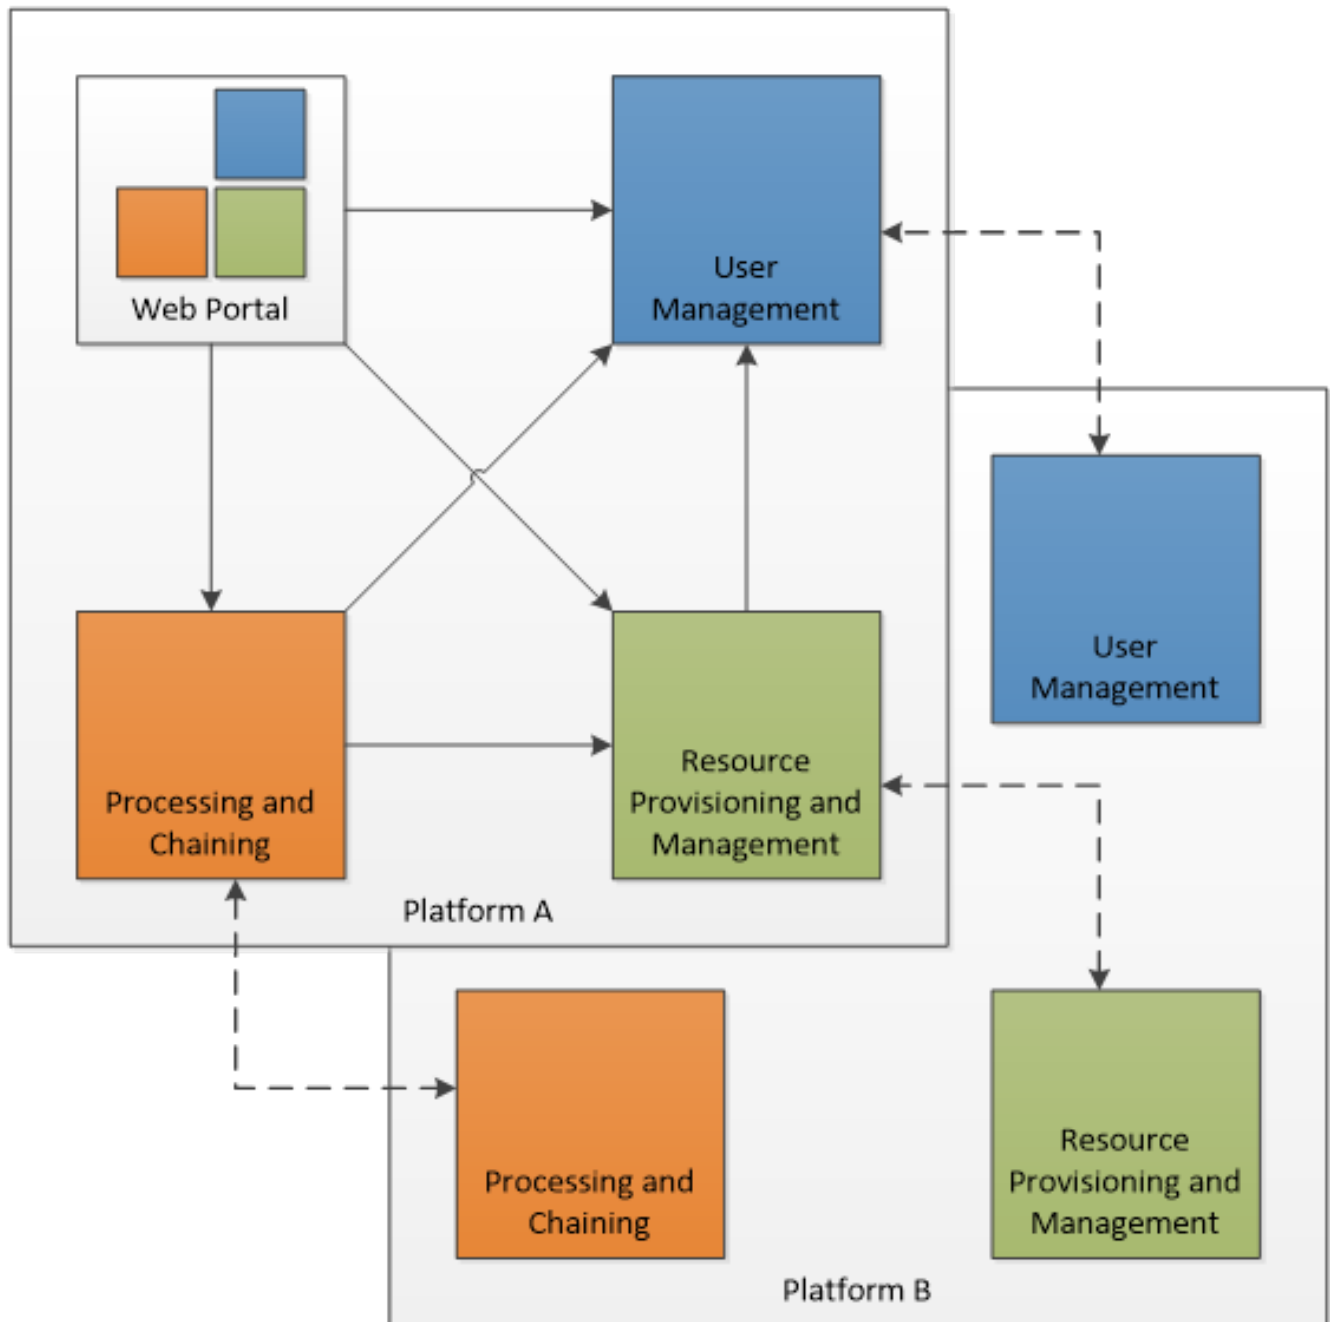 Web Portal
User
Management
Processing and
Chaining
Resource
Provisioning and
Management
Platform A
User
Management
Processing and
Chaining
Resource
Provisioning and
Management
Platform B